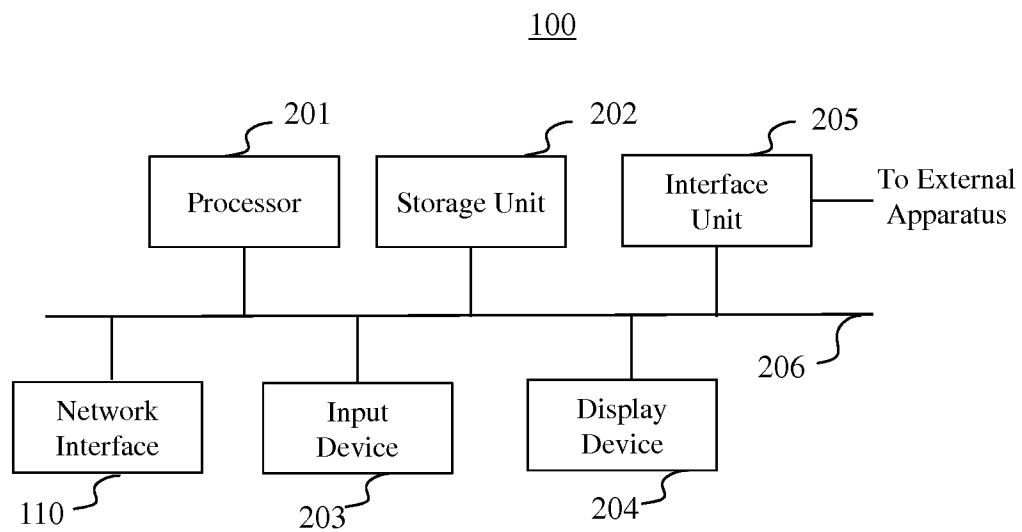 100
201
202
205
Processor
Storage Unit
Interface
Unit
To External
Apparatus
206
Network
Interface
Input
Device
Display
Device
110
203
204